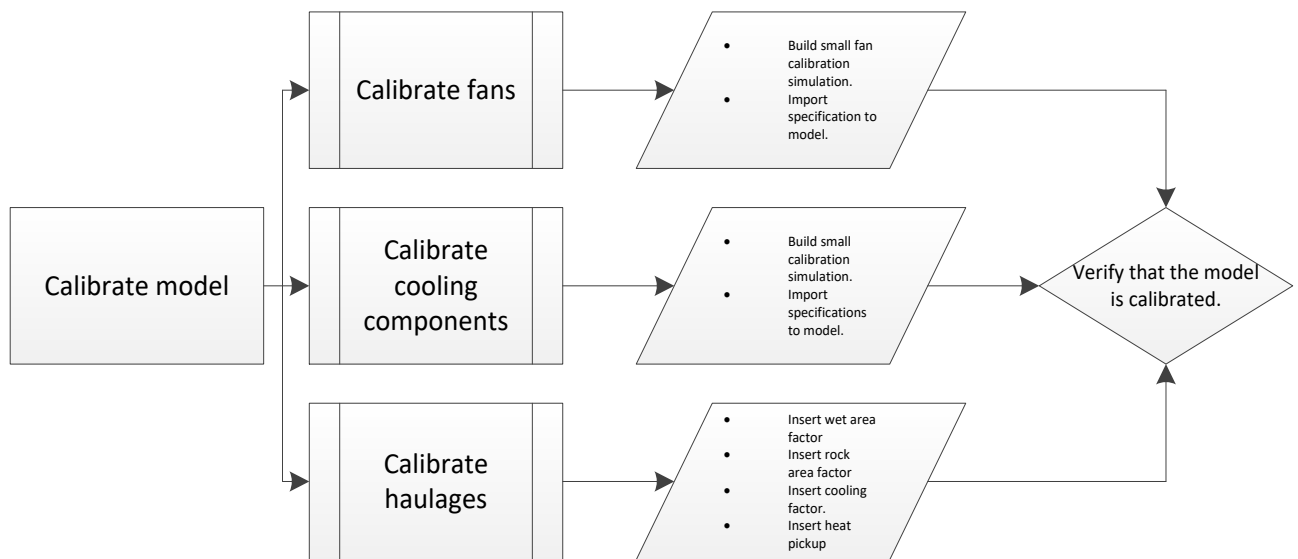 Calibrate model
Calibrate fans
• Build small fan
calibration
simulation.
• Import
specification to
model.
Calibrate
cooling
components
• Build small
calibration
simulation.
• Import
specifications
to model.
Calibrate
haulages
• Insert wet area
factor
• Insert rock
area factor
• Insert cooling
factor.
• Insert heat
pickup
Verify that the model
is calibrated.